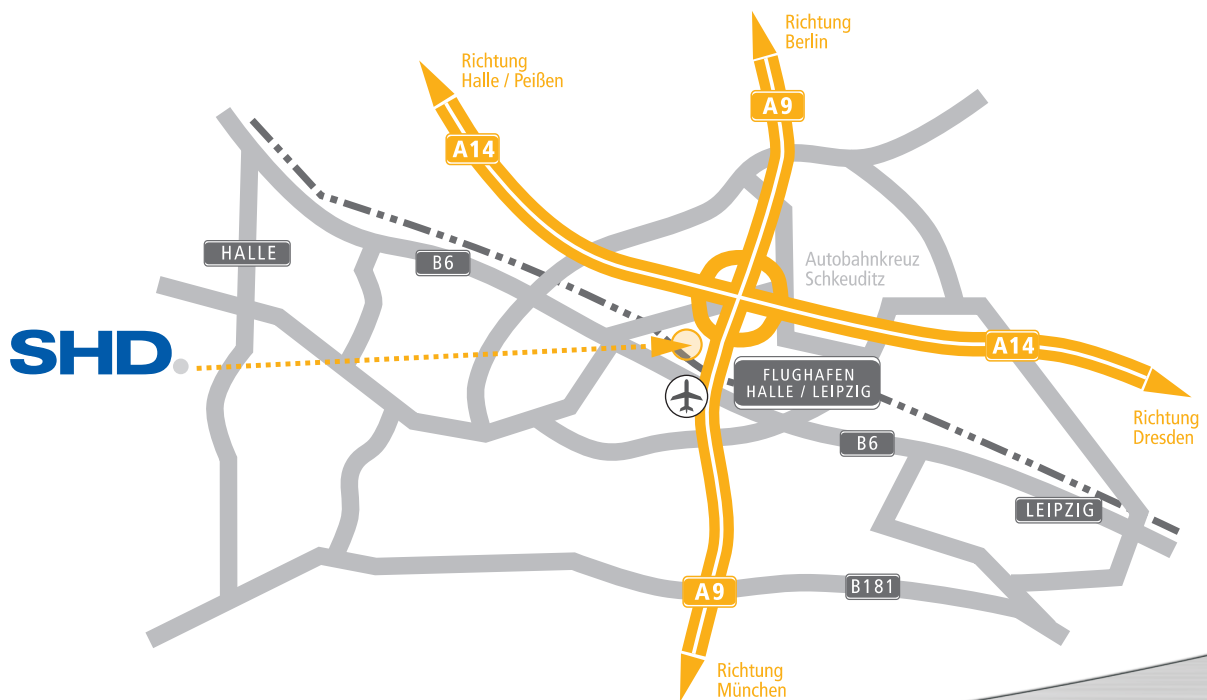 Richtung
Berlin
Richtung
Halle / Peißen
A9
A14
HALLE
B6
Autobahnkreuz
Schkeuditz
SHD
A14
FLUGHAFEN
HALLE / LEIPZIG
Richtung
Dresden
B6
LEIPZIG
A9
B181
Richtung
München